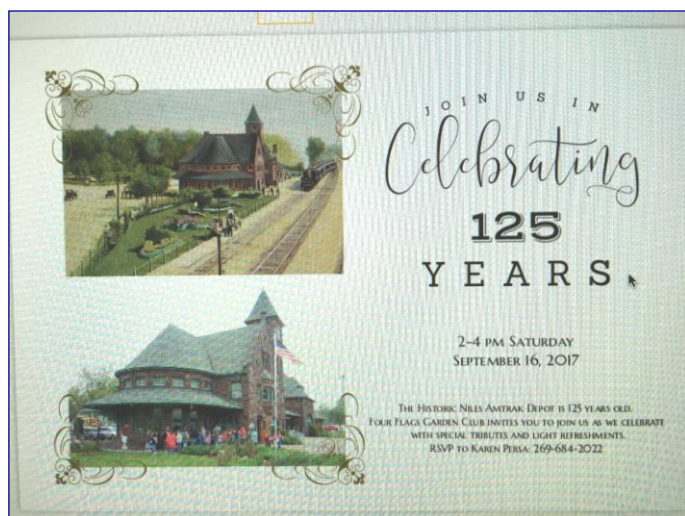 JOIN US IN
Celebrating
125
YEARS
2-4 PM SATURDAY
SEPTEMBER 16, 2017
THE HISTORIC NILES AMTRAK DEPOT IS 125 YEARS OLD.
FOUR FLAGS GARDEN CLUB INVITES YOU TO JOIN US AS WE CELEBRATE
WITH SPECIAL TRIBUTES AND LIGHT REFRESHMENTS.
RSVP TO KAREN PERSA: 269-684-2022